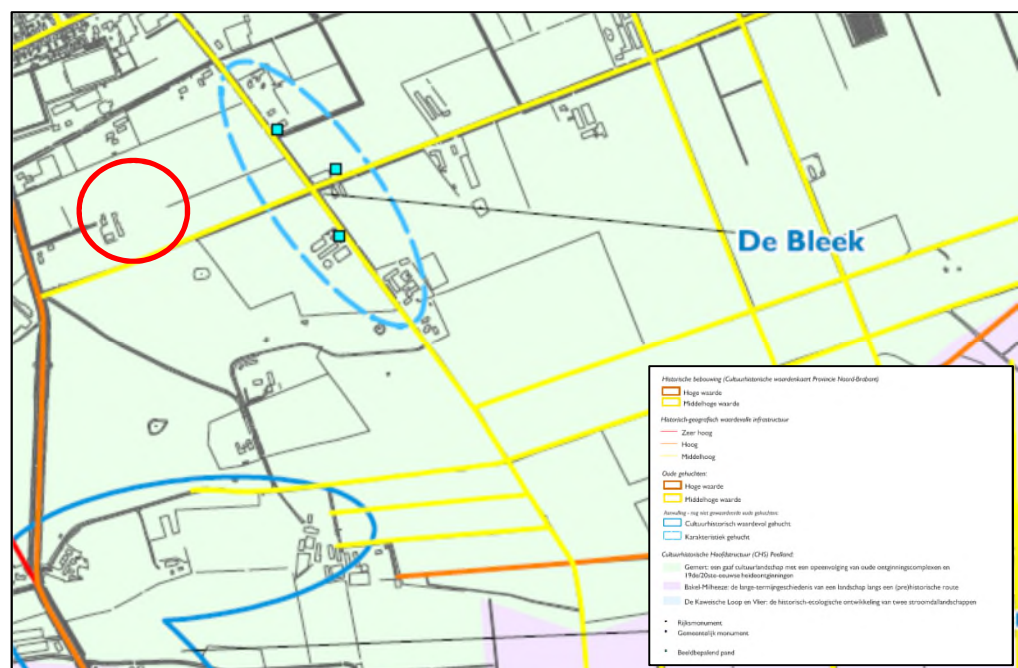 De Bleek
Historische bebouwing (Cultuurhistorische waardenkaart Provincie Noord-Brabant)
Hoge waarde
Middelhoge waarde
Historisch-geografisch waardevolle infrastructuur
Zeer hoog
Hoog
Middelhoog
Oude gehuchten:
Hoge waarde
Middelhoge waarde
Aanvulling - nog niet gewaardeerde oude gehuchten:
Cultuurhistorisch waardevol gehucht
Karakteristiek gehucht
Cultuurhistorische Hoofdstructuur (CHS) Peelland:
Gemert: een gaaf cultuurlandschap met een opeenvolging van oude ontginningscomplexen en
19de/20ste-eeuwse heideontginningen
Bakel-Milheeze: de lange-termijngeschiedenis van een landschap langs een (pre)historische route
De Kaweische Loop en Vlier: de historisch-ecologische ontwikkeling van twee stroomdallandschappen
Rijksmonument
Gemeentelijk monument
Beeldbepalend pand